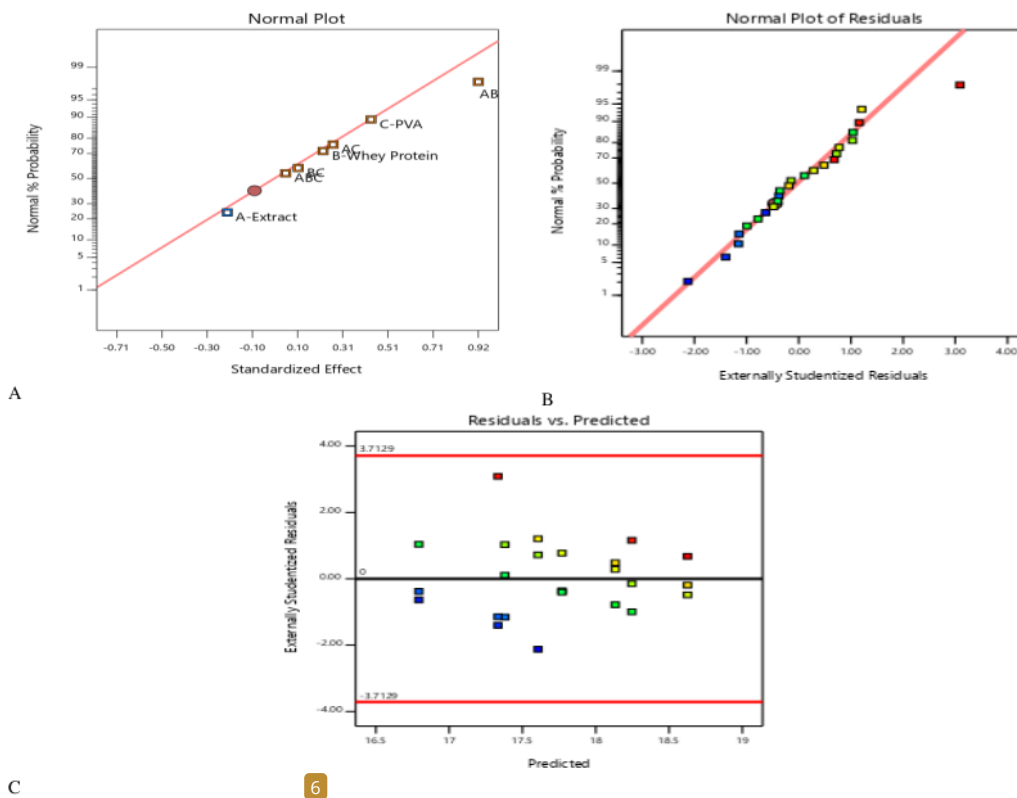 Normal Plot
Normal % Probability
99
95
90
80
70
50
30
20
10
5
1
AB
C-PVA
AC
B-Whey Protein
BC
ABC
A-Extract
-0.71 -0.50 -0.30 -0.10 0.10 0.31 0.51 0.71 0.92
Standardized Effect
A
Normal Plot of Residuals
Normal % Probability
99
95
90
80
70
50
30
20
10
5
1
-3.00 -2.00 -1.00 0.00 1.00 2.00 3.00 4.00
Externally Studentized Residuals
B
Residuals vs. Predicted
Externally Studentized Residuals
4.00
2.00
0.00
-2.00
-4.00
3.7129
0
-3.7129
16.5 17 17.5 18 18.5 19
Predicted
C
6